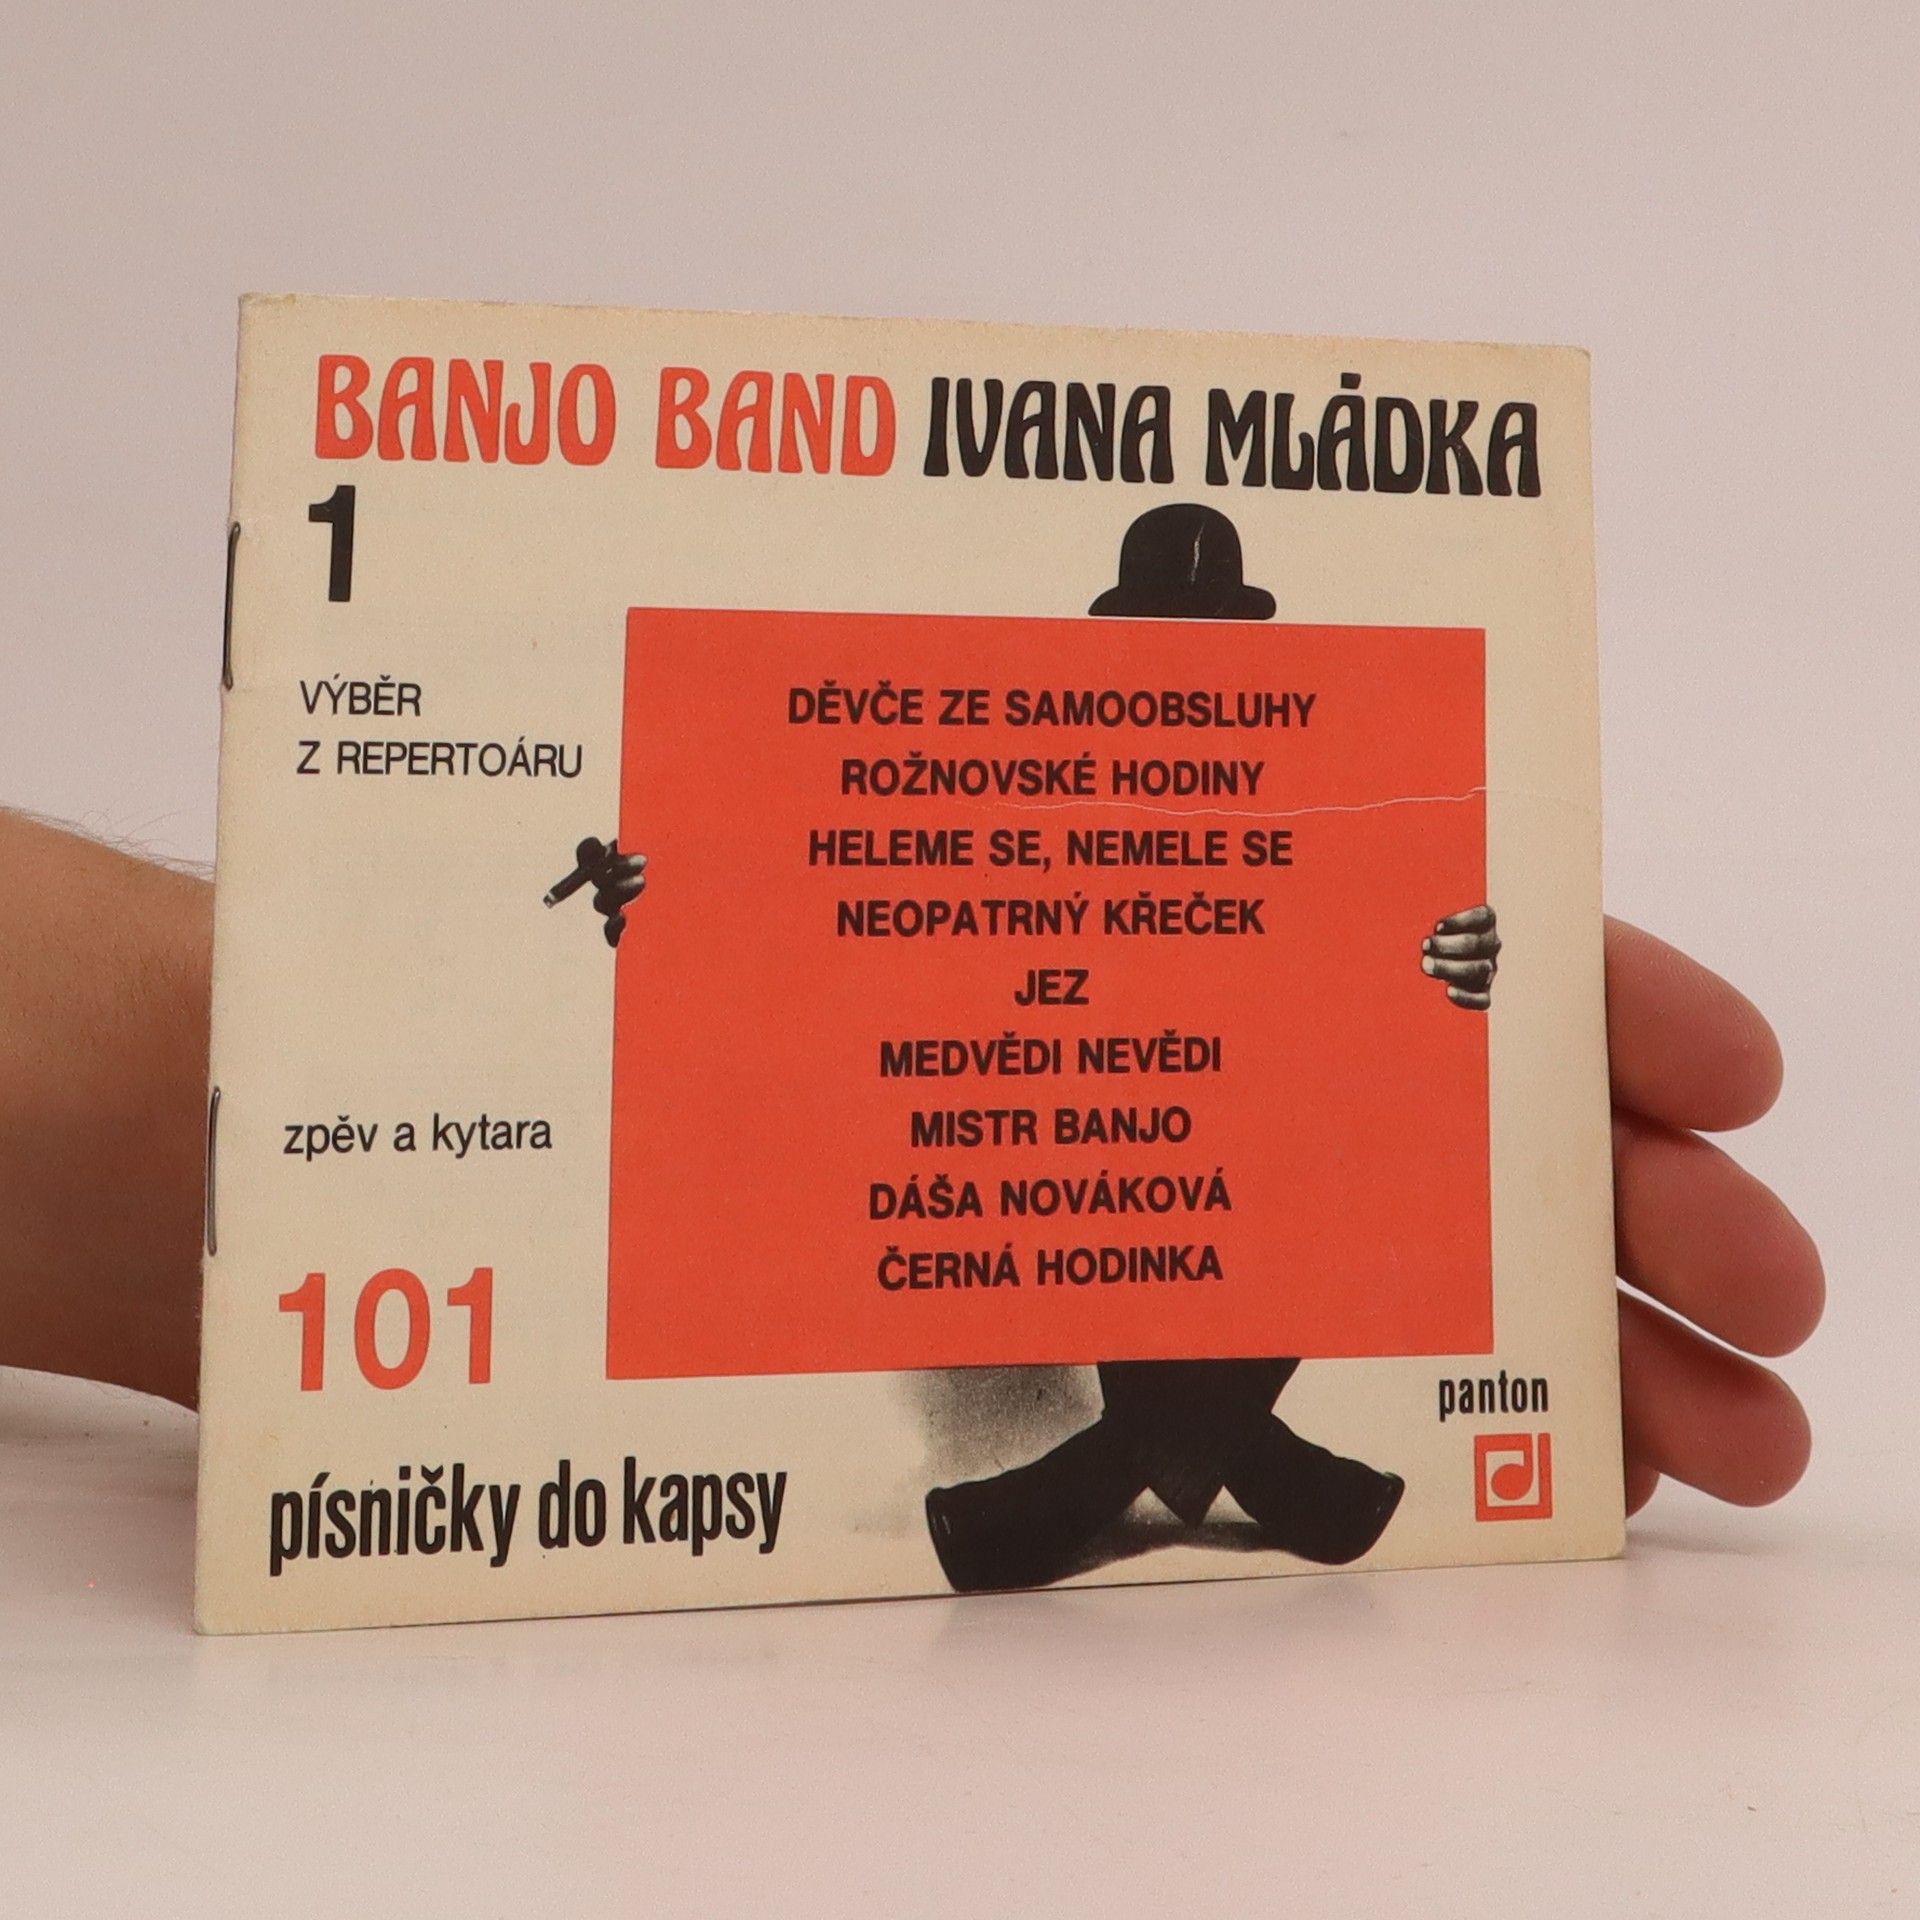 BANJO BAND IVANA MLÁDKA
1
VÝBĚR
Z REPERTOÁRU
DĚVČE ZE SAMOOBSLUHY
ROŽNOVSKÉ HODINY
HELEME SE, NEMELE SE
NEOPATRNÝ KŘEČEK
JEZ
MEDVĚDI NEVĚDI
MISTR BANJO
DÁŠA NOVÁKOVÁ
ČERNÁ HODINKA
zpěv a kytara
101
písničky do kapsy
panton